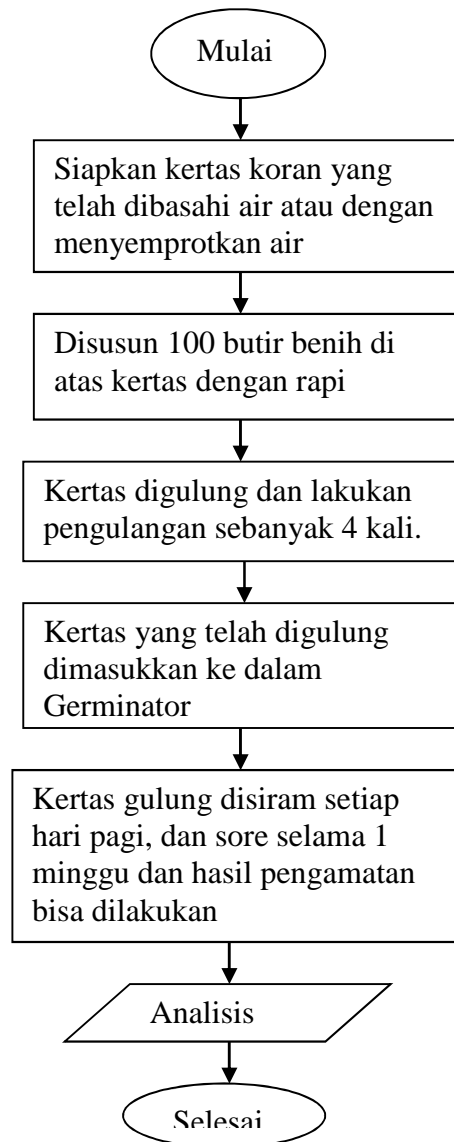 Mulai
Siapkan kertas koran yang
telah dibasahi air atau dengan
menyemprotkan air
Disusun 100 butir benih di
atas kertas dengan rapi
Kertas digulung dan lakukan
pengulangan sebanyak 4 kali.
Kertas yang telah digulung
dimasukkan ke dalam
Germinator
Kertas gulung disiram setiap
hari pagi, dan sore selama 1
minggu dan hasil pengamatan
bisa dilakukan
Analisis
Selesai